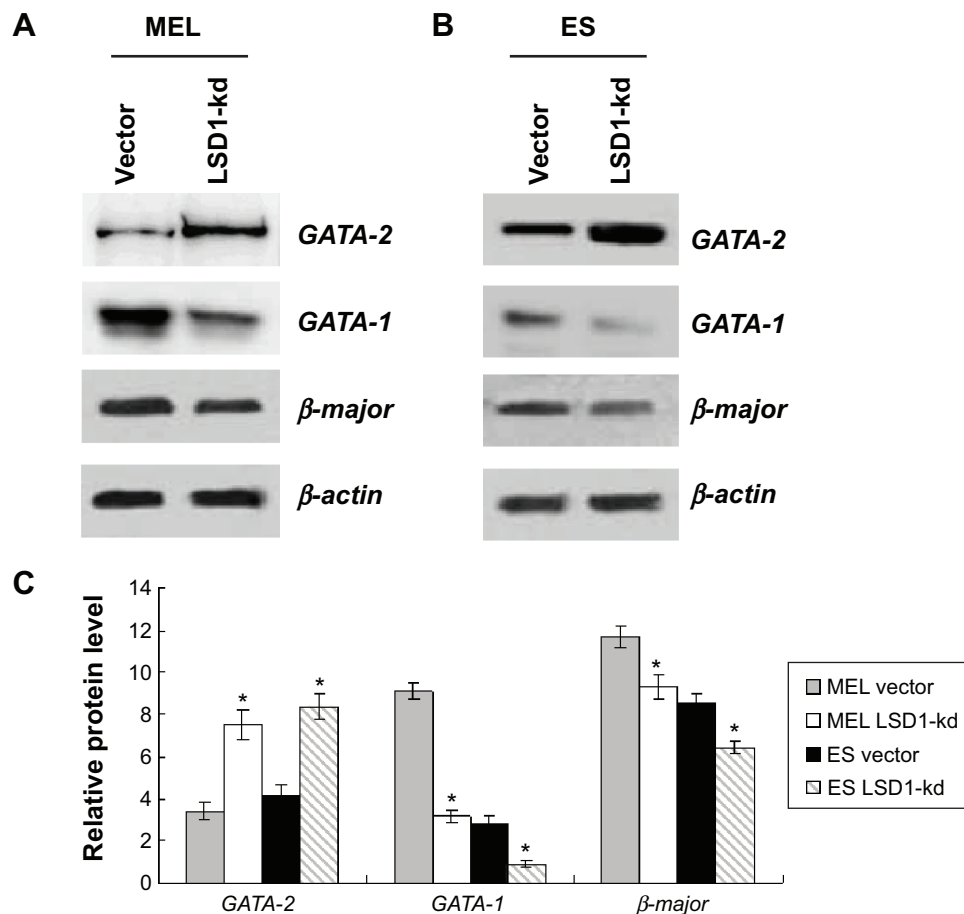 A
MEL
Vector
LSD1-kd
GATA-2
GATA-1
β-major
β-actin
B
ES
Vector
LSD1-kd
GATA-2
GATA-1
β-major
β-actin
C
Relative protein level
14
12
10
8
6
4
2
0
* * * * * *
GATA-2 GATA-1 β-major
MEL vector
MEL LSD1-kd
ES vector
ES LSD1-kd